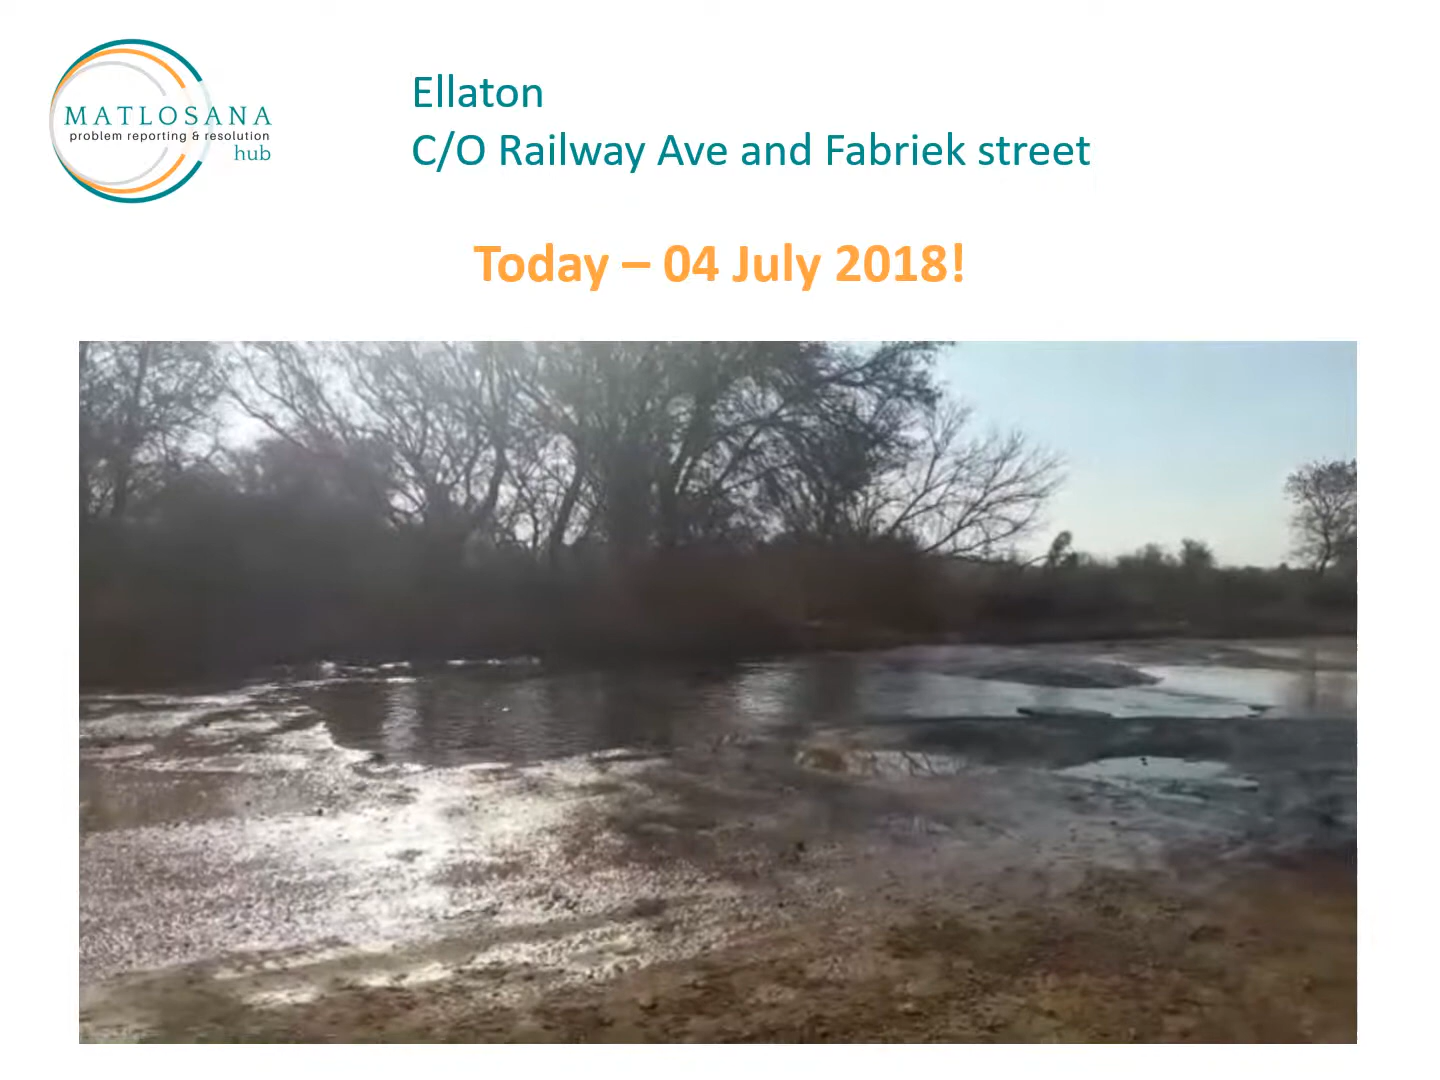 MATLOSANA
problem reporting & resolution
hub
Ellaton
C/O Railway Ave and Fabriek street
Today – 04 July 2018!